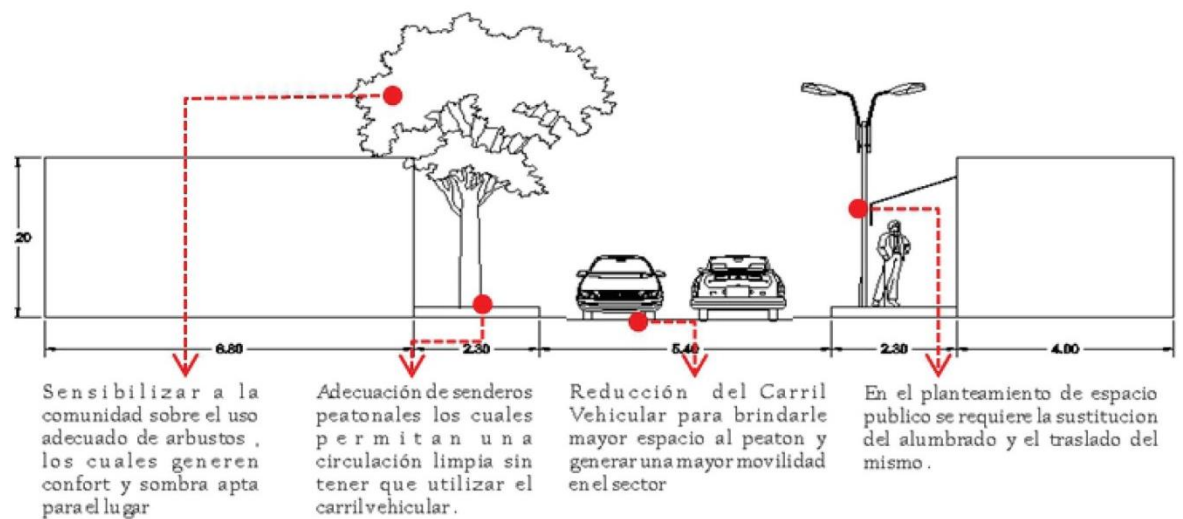 20
6.80
2.30
5.40
2.30
4.00
Sensibilizar a la
comunidad sobre el uso
adecuado de arbustos ,
los cuales generen
confort y sombra apta
para el lugar
Adecuación de senderos
peatonales los cuales
permitan una
circulación limpia sin
tener que utilizar el
carril vehicular.
Reducción del Carril
Vehicular para brindarle
mayor espacio al peaton y
generar una mayor movilidad
en el sector
En el planteamiento de espacio
publico se requiere la sustitucion
del alumbrado y el traslado del
mismo .